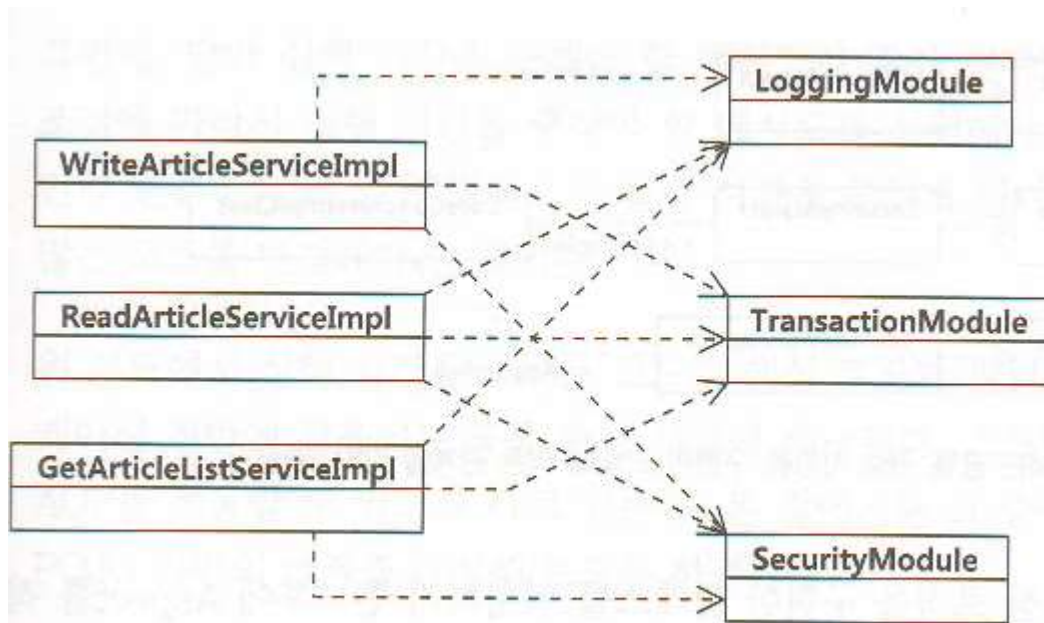 LoggingModule
WriteArticleServiceImpl
ReadArticleServiceImpl
TransactionModule
GetArticleListServiceImpl
SecurityModule